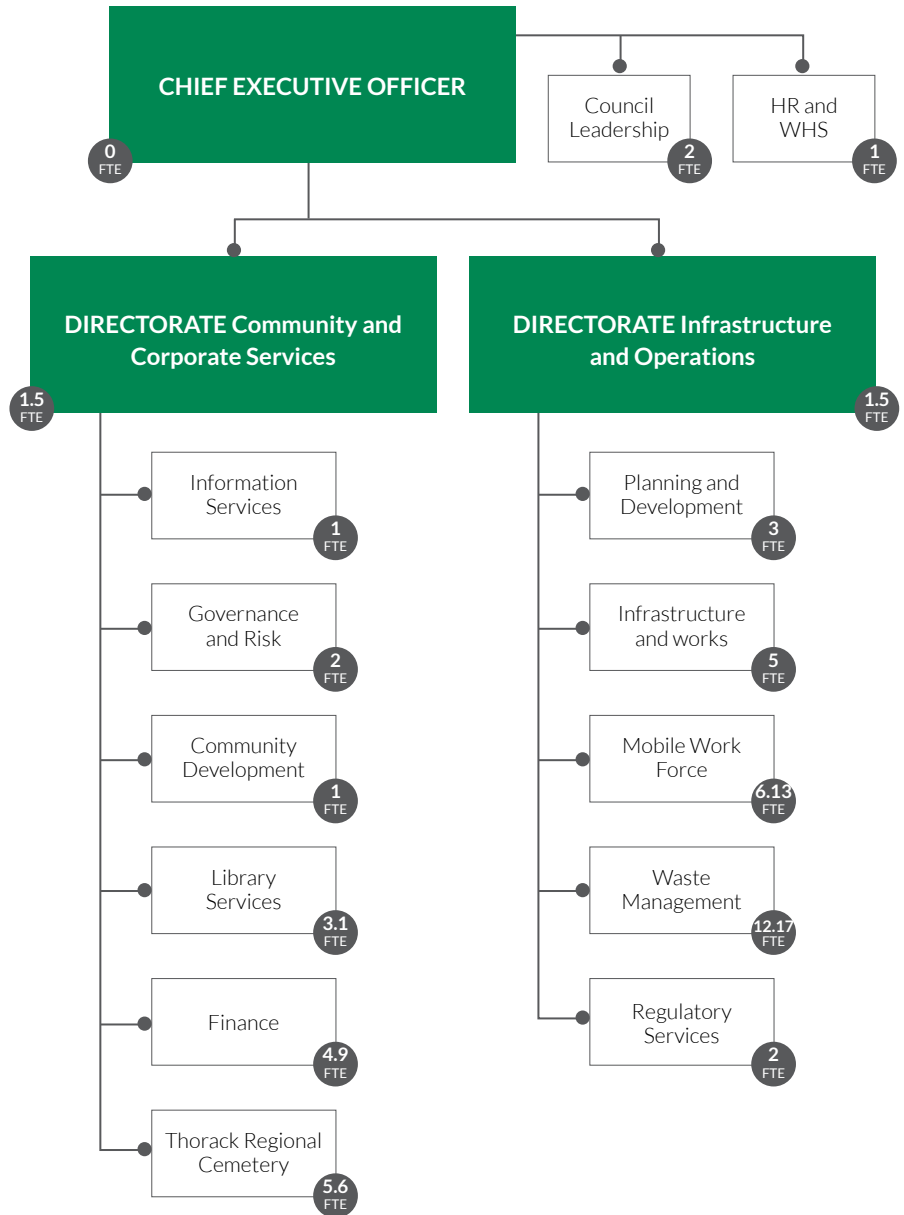 CHIEF EXECUTIVE OFFICER
0
FTE
Council
Leadership
2
FTE
HR and
WHS
1
FTE
DIRECTORATE Community and
Corporate Services
1.5
FTE
DIRECTORATE Infrastructure
and Operations
1.5
FTE
Information
Services
1
FTE
Governance
and Risk
2
FTE
Community
Development
1
FTE
Library
Services
3.1
FTE
Finance
4.9
FTE
Thorack Regional
Cemetery
5.6
FTE
Planning and
Development
3
FTE
Infrastructure
and works
5
FTE
Mobile Work
Force
6.13
FTE
Waste
Management
12.17
FTE
Regulatory
Services
2
FTE